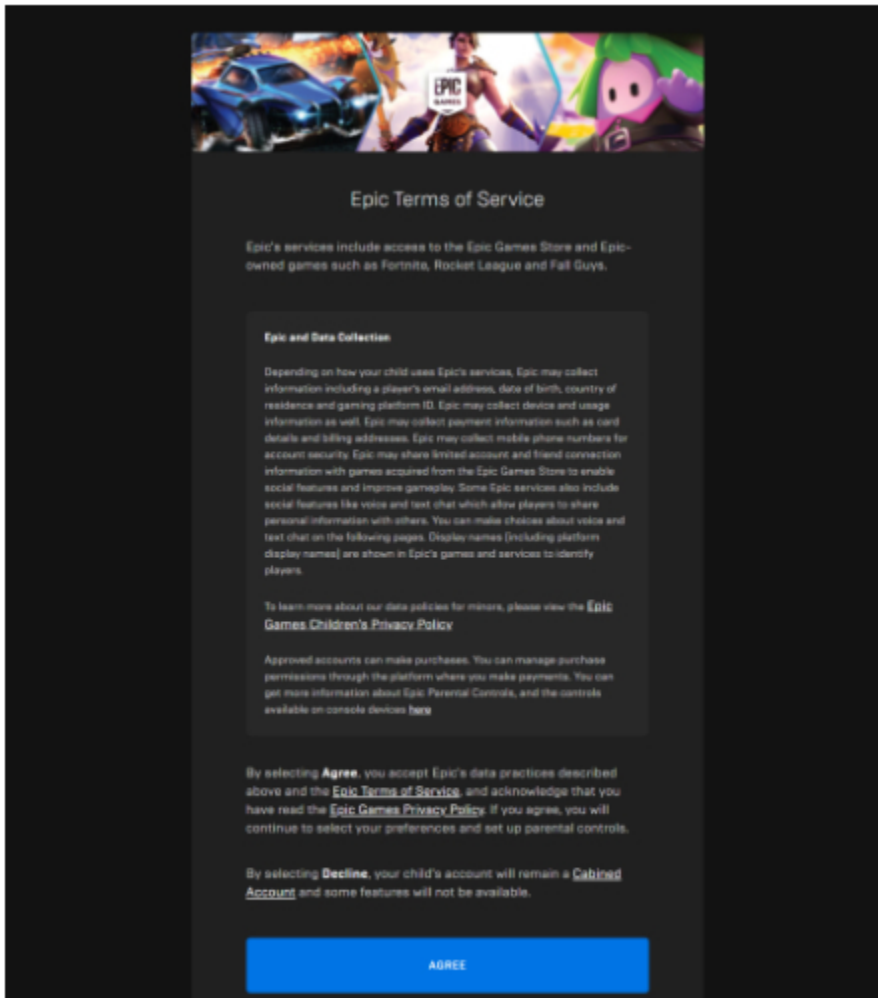 EPIC
GAMES
Epic Terms of Service
Epic's services include access to the Epic Games Store and Epic-
owned games such as Fortnite, Rocket League and Fall Guys.
Epic and Data Collection
Depending on how your child uses Epic's services, Epic may collect
information including a player's email address, date of birth, country of
residence and gaming platform ID. Epic may collect device and usage
information as well. Epic may collect payment information such as card
details and billing addresses. Epic may collect mobile phone numbers for
account security. Epic may share limited account and friend connection
information with games acquired from the Epic Games Store to enable
social features and improve gameplay. Some Epic services also include
social features like voice and text chat which allow players to share
personal information with others. You can make choices about voice and
text chat on the following pages. Display names (including platform
display names) are shown in Epic's games and services to identify
players.
To learn more about our data policies for minors, please view the Epic
Games Children's Privacy Policy
Approved accounts can make purchases. You can manage purchase
permissions through the platform where you make payments. You can
get more information about Epic Parental Controls, and the controls
available on console devices here
By selecting Agree, you accept Epic's data practices described
above and the Epic Terms of Service, and acknowledge that you
have read the Epic Games Privacy Policy. If you agree, you will
continue to select your preferences and set up parental controls.
By selecting Decline, your child's account will remain a Cabined
Account and some features will not be available.
AGREE